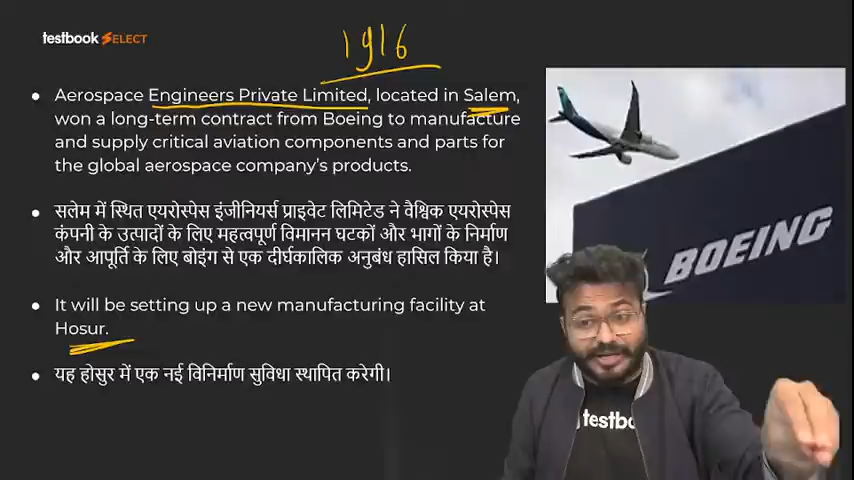 testbook SELECT
1916
Aerospace Engineers Private Limited, located in Salem,
won a long-term contract from Boeing to manufacture
and supply critical aviation components and parts for
the global aerospace company's products.
सलेम में स्थित एयरोस्पेस इंजीनियर्स प्राइवेट लिमिटेड ने वैश्विक एयरोस्पेस
कंपनी के उत्पादों के लिए महत्वपूर्ण विमानन घटकों और भागों के निर्माण
और आपूर्ति के लिए बोइंग से एक दीर्घकालिक अनुबंध हासिल किया है।
It will be setting up a new manufacturing facility at
Hosur.
यह होसुर में एक नई विनिर्माण सुविधा स्थापित करेगी।
BOEING
testbo